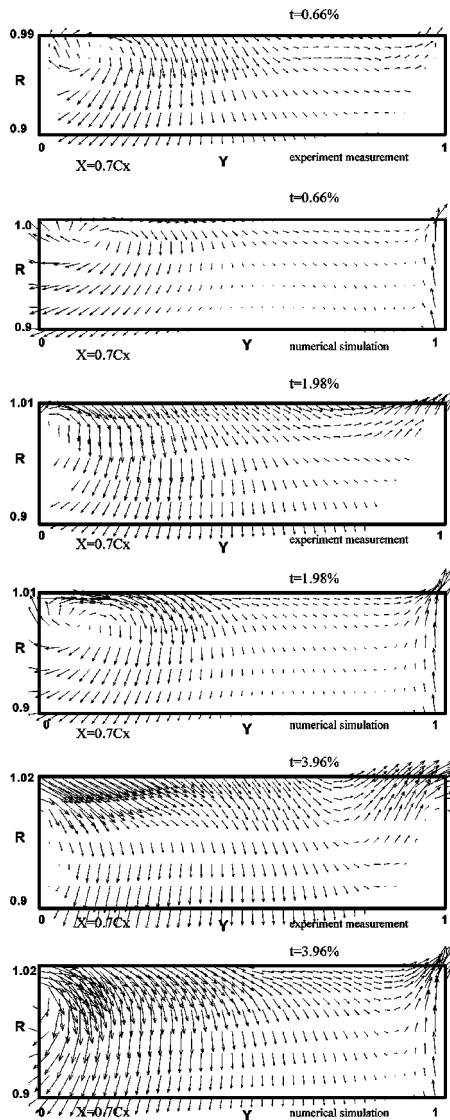 t=0.66%
0.99
R
0.9
0
1
X=0.7Cx
Y
experiment measurement
t=0.66%
1.0
R
0.9
0
1
X=0.7Cx
Y
numerical simulation
t=1.98%
1.01
R
0.9
0
1
X=0.7Cx
Y
experiment measurement
t=1.98%
1.01
R
0.9
0
1
X=0.7Cx
Y
numerical simulation
t=3.96%
1.02
R
0.9
0
1
X=0.7Cx
Y
experiment measurement
t=3.96%
1.02
R
0.9
0
1
X=0.7Cx
Y
numerical simulation